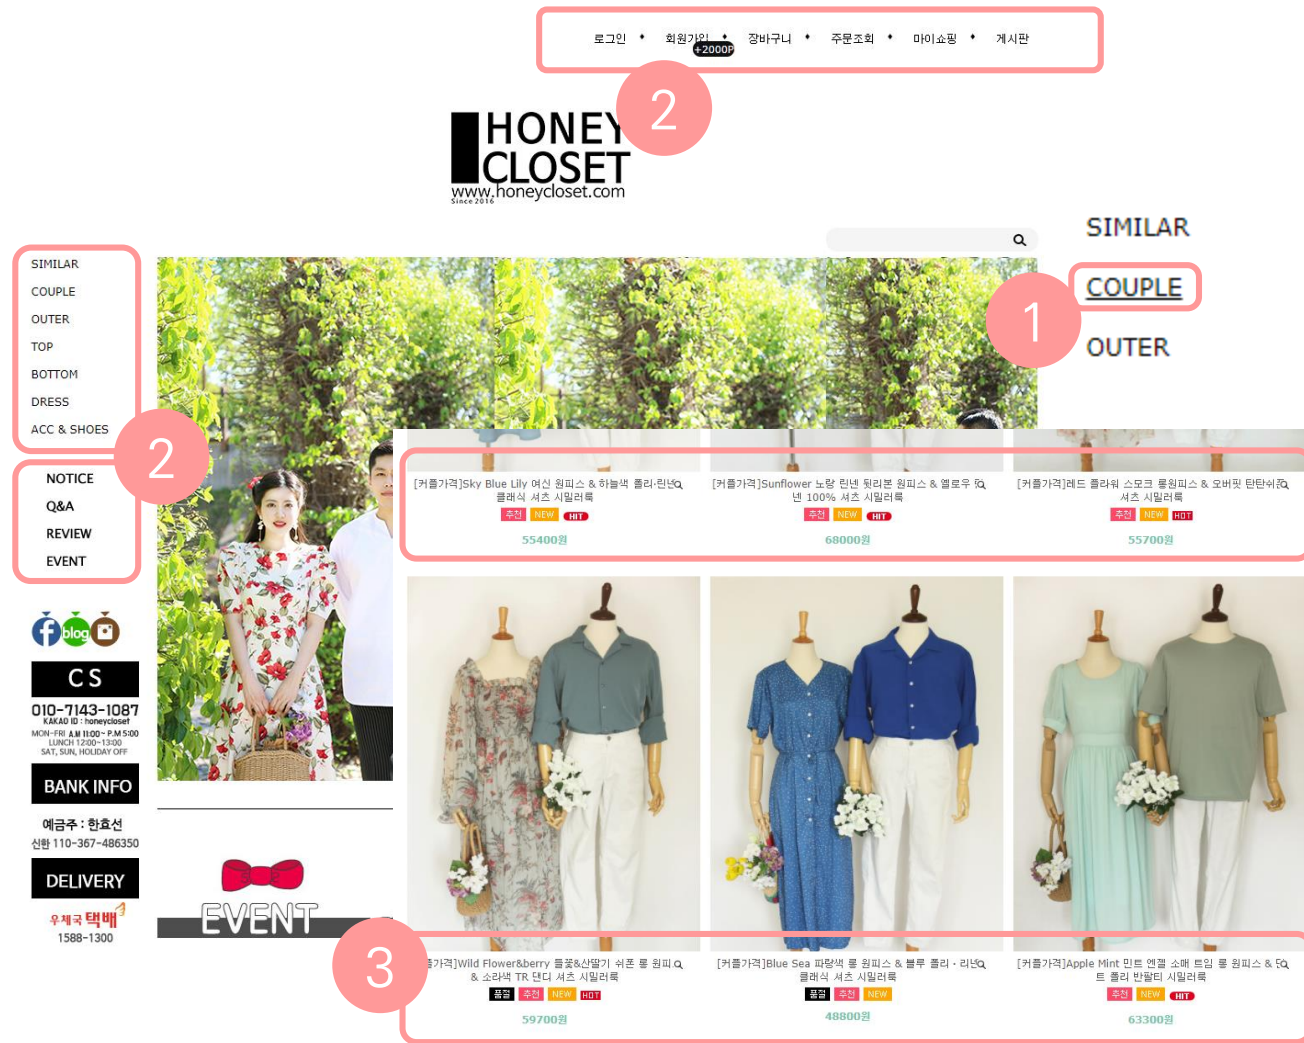 로그인 ♦ 회원가입 ♦ 장바구니 ♦ 주문조회 ♦ 마이쇼핑 ♦ 게시판
+2000P
2
HONEY
CLOSET
www.honeycloset.com
Since 2016
SIMILAR
COUPLE
OUTER
1
SIMILAR
COUPLE
OUTER
TOP
BOTTOM
DRESS
ACC & SHOES
2
NOTICE
Q&A
REVIEW
EVENT
blog
CS
010-7143-1087
KAKAO ID : honeycloset
MON-FRI A.M 11:00~ P.M 5:00
LUNCH 12:00~13:00
SAT, SUN, HOLIDAY OFF
BANK INFO
예금주 : 한효선
신한 110-367-486350
DELIVERY
우체국 택배
1588-1300
EVENT
[커플가격]Sky Blue Lily 여신 원피스 & 하늘색 폴리·린넨
클래식 셔츠 시밀러룩
추천 NEW HIT
55400원
[커플가격]Sunflower 노랑 린넨 뒷리본 원피스 & 옐로우
넨 100% 셔츠 시밀러룩
추천 NEW HIT
68000원
[커플가격]레드 플라워 스모크 롱원피스 & 오버핏 탄탄쉬폰
셔츠 시밀러룩
추천 NEW HOT
55700원
3
플가격]Wild Flower&berry 들꽃&산딸기 쉬폰 롱 원피..
& 소라색 TR 댄디 셔츠 시밀러룩
품절 추천 NEW HOT
59700원
[커플가격]Blue Sea 파랑색 롱 원피스 & 블루 폴리 · 리넨
클래식 셔츠 시밀러룩
품절 추천 NEW
48800원
[커플가격]Apple Mint 민트 엔젤 소매 트임 롱 원피스 &
트 폴리 반팔티 시밀러룩
추천 NEW HIT
63300원